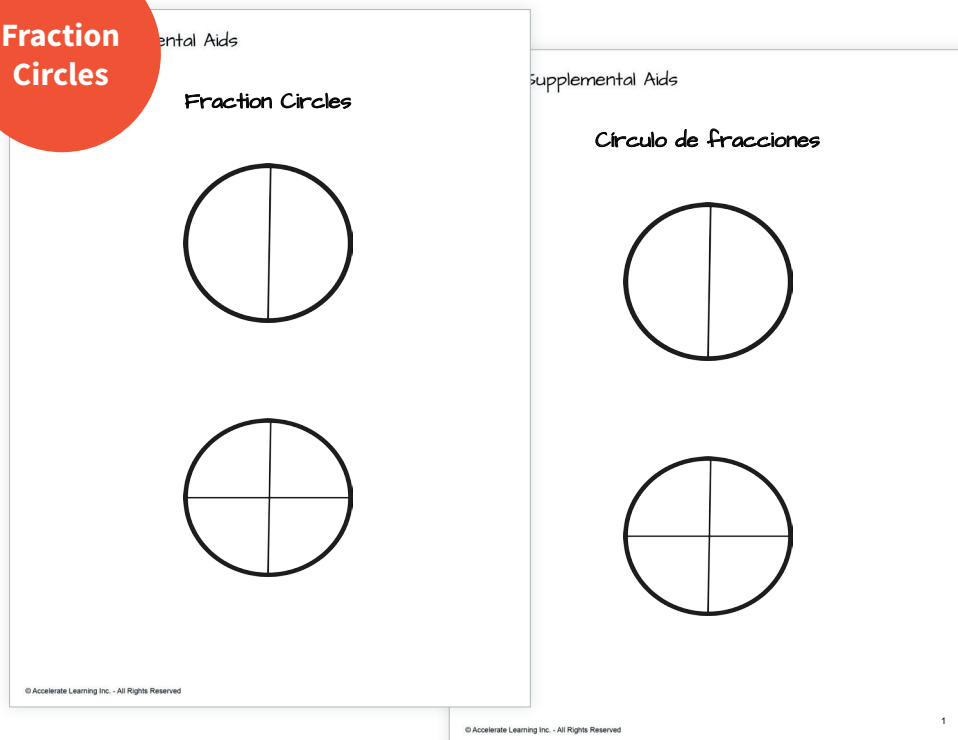 Fraction
Circles
ental Aids
Fraction Circles
© Accelerate Learning Inc. - All Rights Reserved
Supplemental Aids
Círculo de fracciones
© Accelerate Learning Inc. - All Rights Reserved
1